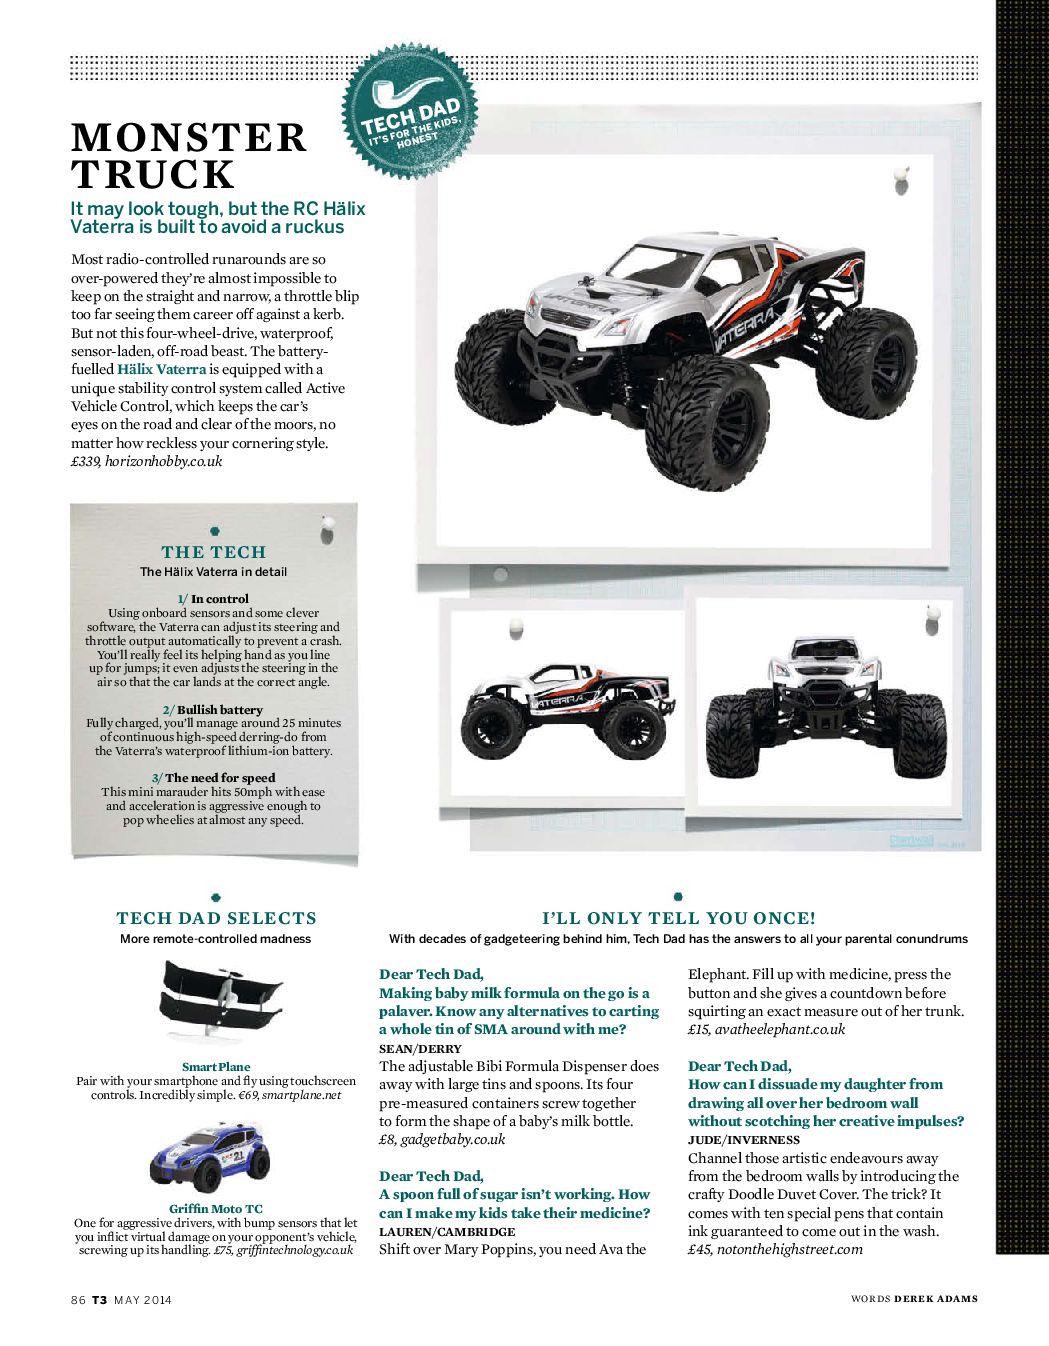 TECH DAD
IT'S FOR THE KIDS,
HONEST
MONSTER
TRUCK
It may look tough, but the RC Hälix
Vaterra is built to avoid a ruckus
Most radio-controlled runarounds are so
over-powered they're almost impossible to
keep on the straight and narrow, a throttle blip
too far seeing them career off against a kerb.
But not this four-wheel-drive, waterproof,
sensor-laden, off-road beast. The battery-
fuelled Hälix Vaterra is equipped with a
unique stability control system called Active
Vehicle Control, which keeps the car's
eyes on the road and clear of the moors, no
matter how reckless your cornering style.
£339, horizonhobby.co.uk
VATERRA
VATERRA
THE TECH
The Hälix Vaterra in detail
1/ In control
Using onboard sensors and some clever
software, the Vaterra can adjust its steering and
throttle output automatically to prevent a crash.
You'll really feel its helping hand as you line
up for jumps; it even adjusts the steering in the
air so that the car lands at the correct angle.
2/ Bullish battery
Fully charged, you'll manage around 25 minutes
of continuous high-speed derring-do from
the Vaterra's waterproof lithium-ion battery.
3/ The need for speed
This mini marauder hits 50mph with ease
and acceleration is aggressive enough to
pop wheelies at almost any speed.
VATERRA
Chartwell
TECH DAD SELECTS
More remote-controlled madness
SmartPlane
Pair with your smartphone and fly using touchscreen
controls. Incredibly simple. €69, smartplane.net
21
Griffin Moto TC
One for aggressive drivers, with bump sensors that let
you inflict virtual damage on your opponent's vehicle,
screwing up its handling. £75, griffintechnology.co.uk
I'LL ONLY TELL YOU ONCE!
With decades of gadgeteering behind him, Tech Dad has the answers to all your parental conundrums
Dear Tech Dad,
Making baby milk formula on the go is a
palaver. Know any alternatives to carting
a whole tin of SMA around with me?
SEAN/DERRY
The adjustable Bibi Formula Dispenser does
away with large tins and spoons. Its four
pre-measured containers screw together
to form the shape of a baby's milk bottle.
£8, gadgetbaby.co.uk
Dear Tech Dad,
A spoon full of sugar isn't working. How
can I make my kids take their medicine?
LAUREN/CAMBRIDGE
Shift over Mary Poppins, you need Ava the
Elephant. Fill up with medicine, press the
button and she gives a countdown before
squirting an exact measure out of her trunk.
£15, avatheelephant.co.uk
Dear Tech Dad,
How can I dissuade my daughter from
drawing all over her bedroom wall
without scotching her creative impulses?
JUDE/INVERNESS
Channel those artistic endeavours away
from the bedroom walls by introducing the
crafty Doodle Duvet Cover. The trick? It
comes with ten special pens that contain
ink guaranteed to come out in the wash.
£45, notonthehighstreet.com
86 T3 MAY 2014
WORDS DEREK ADAMS